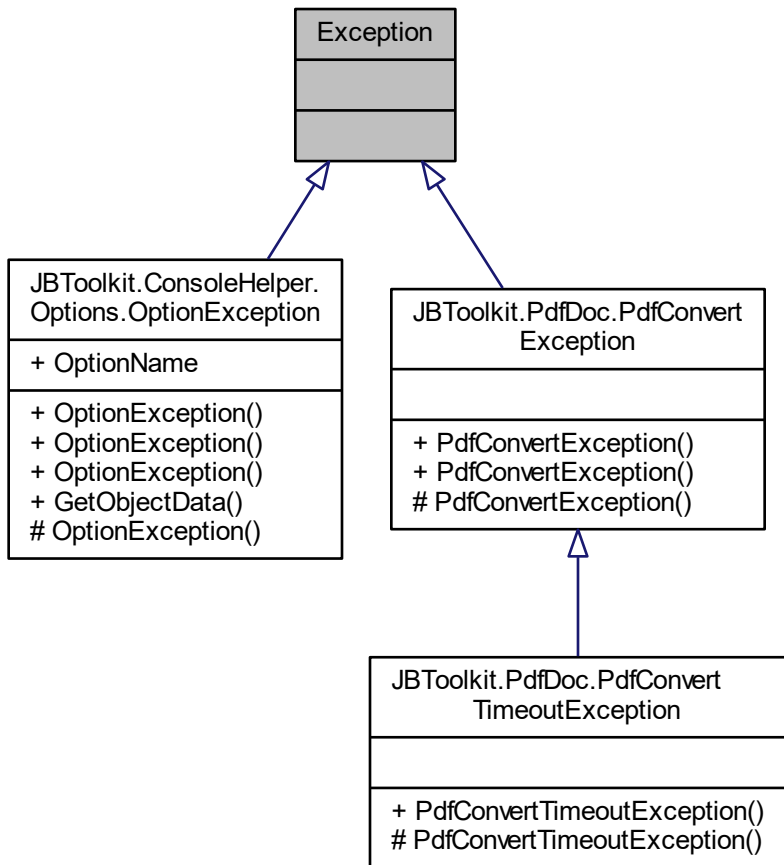 Exception
JBToolkit.ConsoleHelper.
Options.OptionException
+ OptionName
+ OptionException()
+ OptionException()
+ OptionException()
+ GetObjectData()
# OptionException()
JBToolkit.PdfDoc.PdfConvert
Exception
+ PdfConvertException()
+ PdfConvertException()
# PdfConvertException()
JBToolkit.PdfDoc.PdfConvert
TimeoutException
+ PdfConvertTimeoutException()
# PdfConvertTimeoutException()